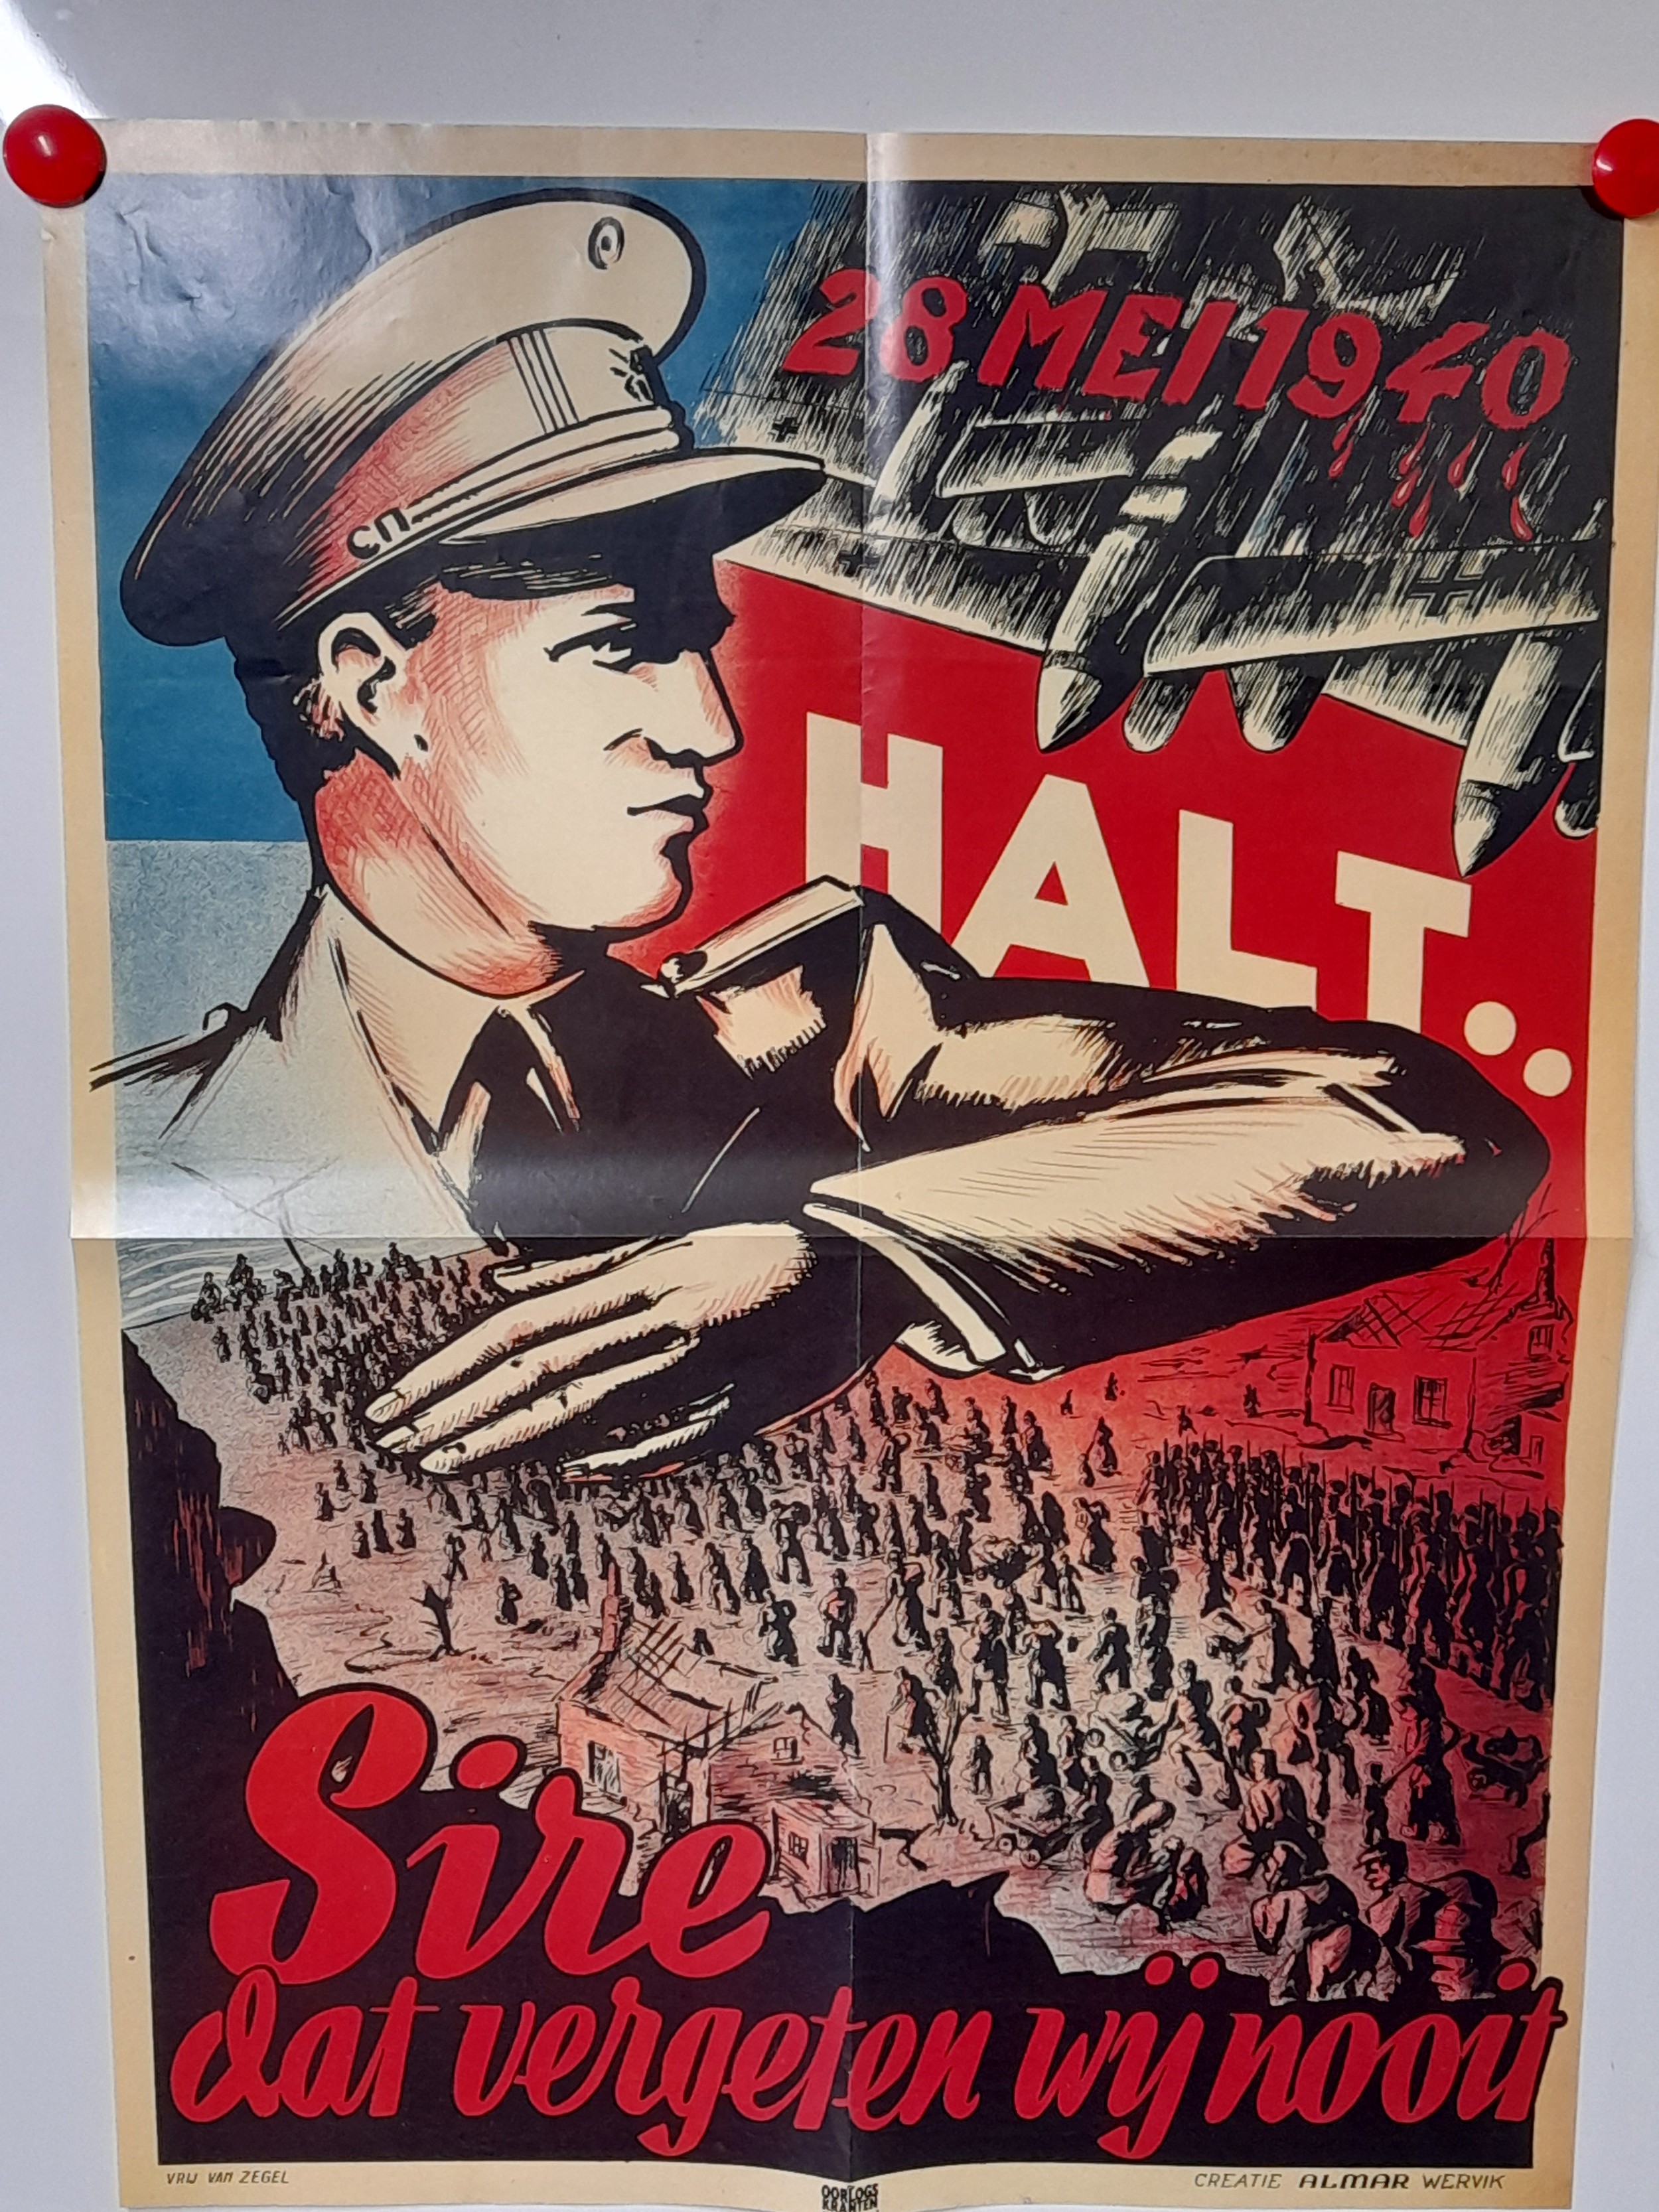 28 MEI 1940
HALT..
Sire
dat vergeten wij nooit
VRIJ VAN ZEGEL
CREATIE ALMAR WERVIK
OORLOGS
KRANTEN